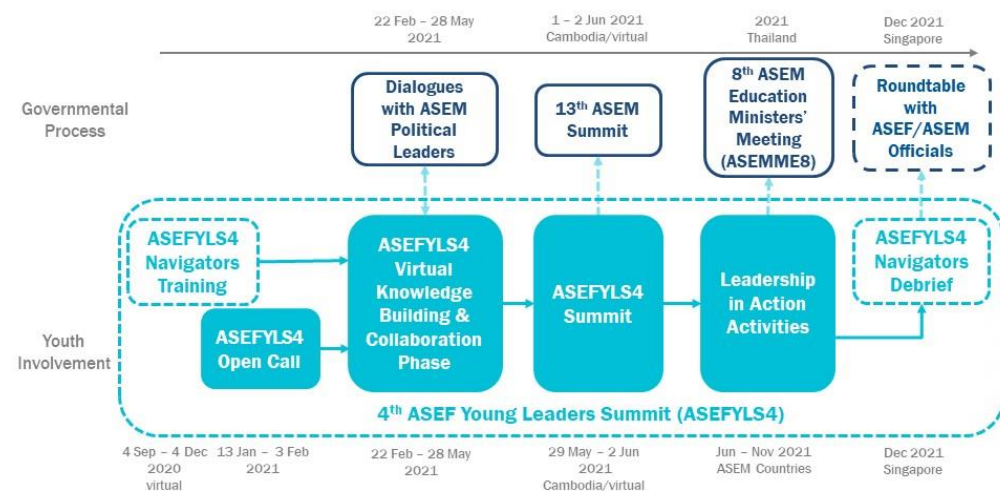 22 Feb – 28 May
2021
1 – 2 Jun 2021
Cambodia/virtual
2021
Thailand
Dec 2021
Singapore
Governmental
Process
Dialogues
with ASEM
Political
Leaders
13th ASEM
Summit
8th ASEM
Education
Ministers'
Meeting
(ASEMME8)
Roundtable
with
ASEF/ASEM
Officials
Youth
Involvement
ASEFYLS4
Navigators
Training
ASEFYLS4
Open Call
ASEFYLS4
Virtual
Knowledge
Building &
Collaboration
Phase
ASEFYLS4
Summit
Leadership
in Action
Activities
ASEFYLS4
Navigators
Debrief
4th ASEF Young Leaders Summit (ASEFYLS4)
4 Sep – 4 Dec
2020
virtual
13 Jan – 3 Feb
2021
22 Feb – 28 May
2021
29 May – 2 Jun
2021
Cambodia/virtual
Jun – Nov 2021
ASEM Countries
Dec 2021
Singapore